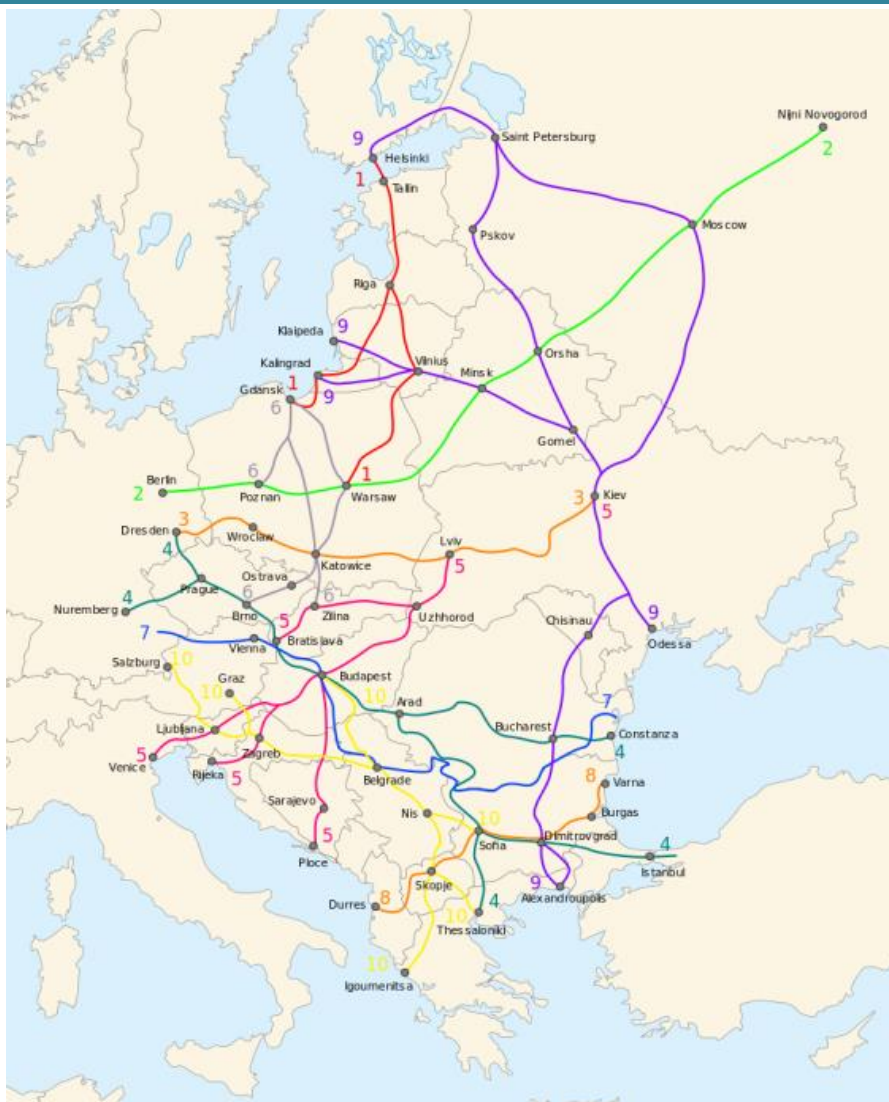 Nijni Novogorod
2
9
Saint Petersburg
Helsinki
1
Tallin
Moscow
Pskov
Riga
Klaipeda
9
Orsha
Kalingrad
Vilnius
Minsk
Gdansk
1
9
6
Gomel
6
Berlin
2
Poznan
1
Warsaw
3
Kiev
5
Dresden
3
Wroclaw
4
Lviv
5
Katowice
Ostrava
Prague
4
6
6
Nuremberg
Brno
5
Zilina
Uzhhorod
Chisinau
9
Odessa
7
Vienna
Bratislava
Salzburg
10
Graz
Budapest
10
10
Arad
7
Ljubljana
Bucharest
Constanza
4
Zagreb
5
Venice
Rijeka
5
Belgrade
8
Varna
Sarajevo
Nis
10
Burgas
5
Ploce
Sofia
Dimitrovgrad
4
Istanbul
Skopje
9
Alexandroupolis
Durres
8
4
10
Thessaloniki
10
Igoumenitsa